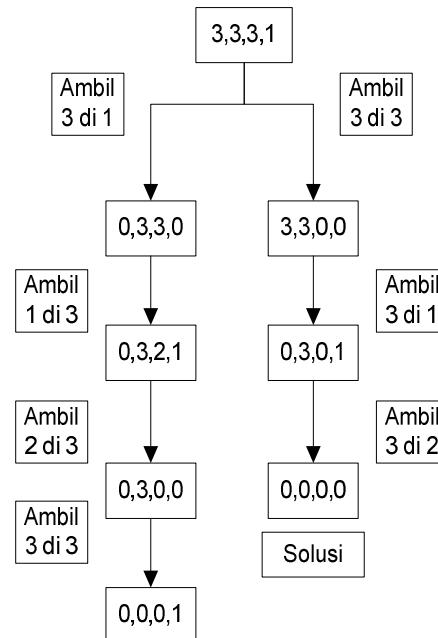 3,3,3,1
Ambil
3 di 1
Ambil
3 di 3
0,3,3,0
3,3,0,0
Ambil
1 di 3
Ambil
3 di 1
0,3,2,1
0,3,0,1
Ambil
2 di 3
Ambil
3 di 2
0,3,0,0
0,0,0,0
Ambil
3 di 3
Solusi
0,0,0,1